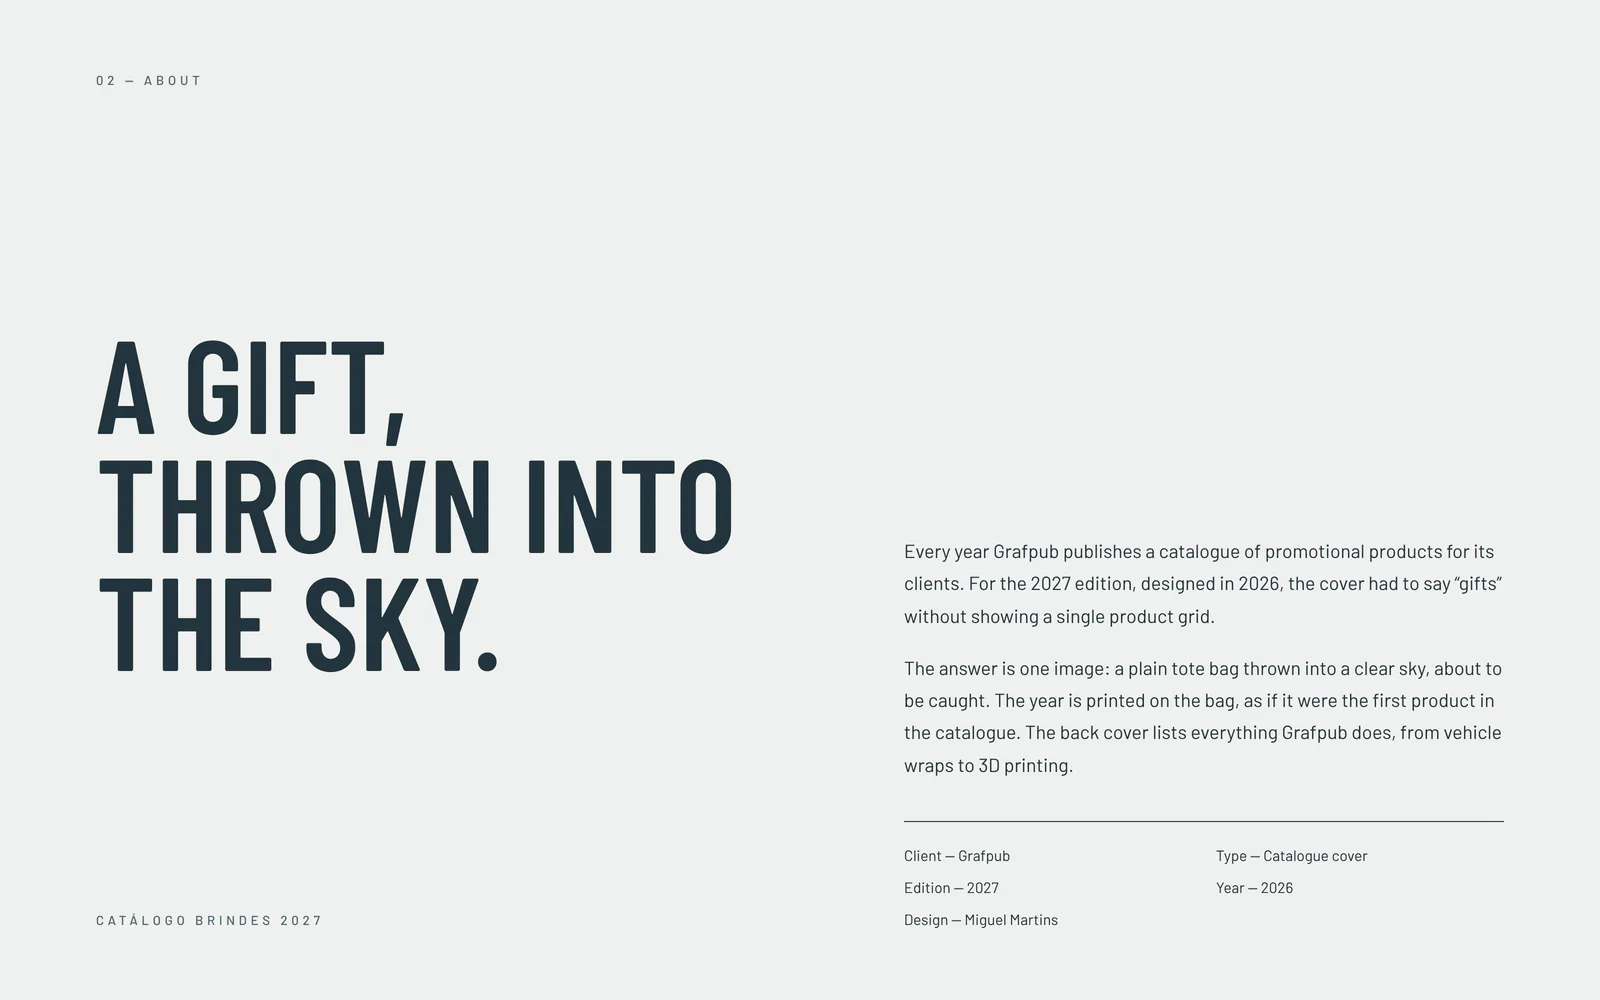 02 — ABOUT
A GIFT,
THROWN INTO
THE SKY.
Every year Grafpub publishes a catalogue of promotional products for its
clients. For the 2027 edition, designed in 2026, the cover had to say “gifts”
without showing a single product grid.
The answer is one image: a plain tote bag thrown into a clear sky, about to
be caught. The year is printed on the bag, as if it were the first product in
the catalogue. The back cover lists everything Grafpub does, from vehicle
wraps to 3D printing.
Client — Grafpub
Type — Catalogue cover
Edition — 2027
Year — 2026
Design — Miguel Martins
CATÁLOGO BRINDES 2027